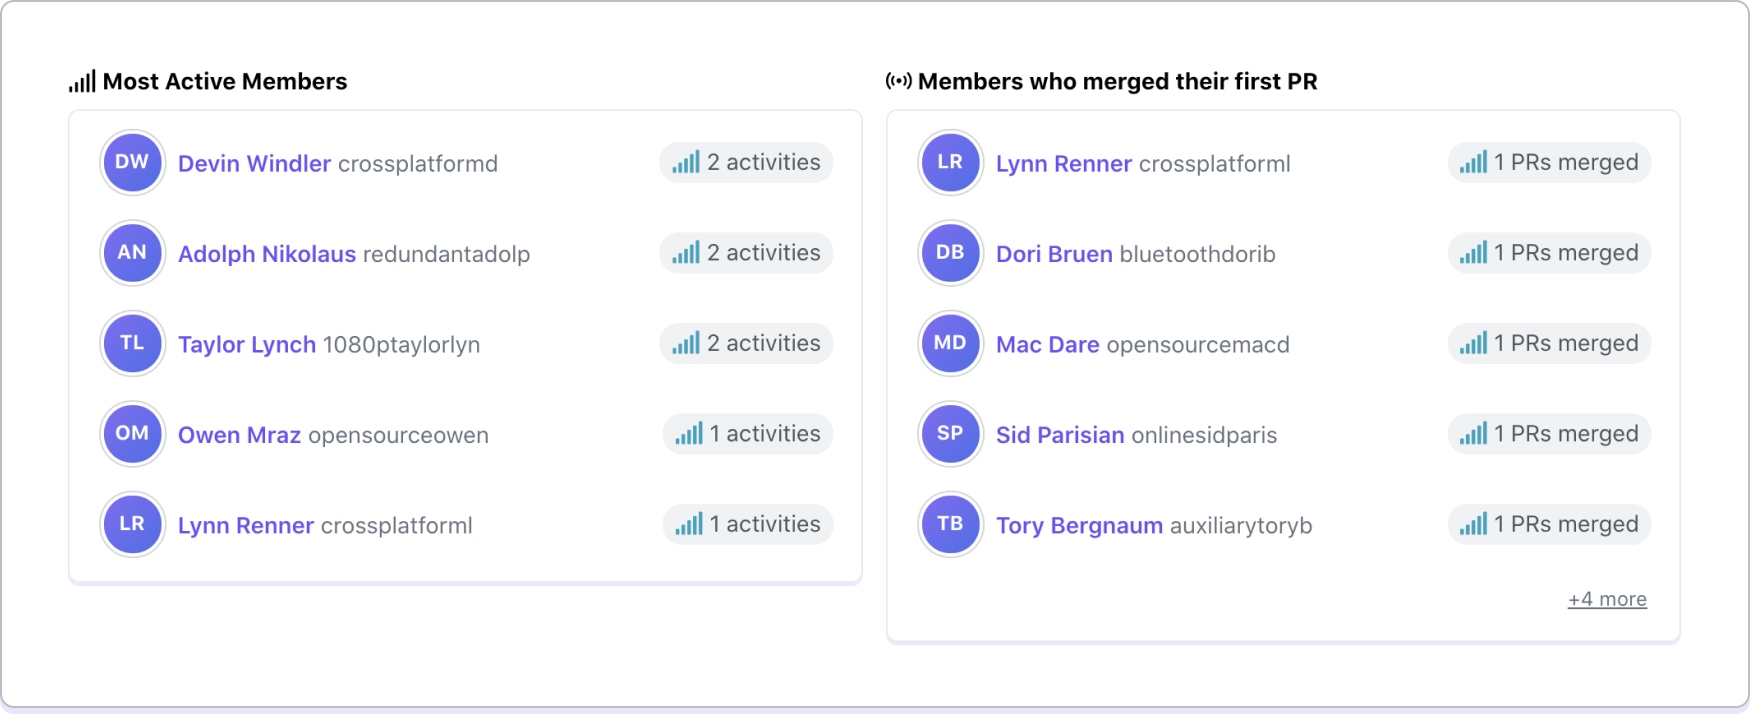 Most Active Members
DW Devin Windler crossplatformd 2 activities
AN Adolph Nikolaus redundantadolp 2 activities
TL Taylor Lynch 1080ptaylorlyn 2 activities
OM Owen Mraz opensourceowen 1 activities
LR Lynn Renner crossplatforml 1 activities
Members who merged their first PR
LR Lynn Renner crossplatforml 1 PRs merged
DB Dori Bruen bluetoothdorib 1 PRs merged
MD Mac Dare opensourcemacd 1 PRs merged
SP Sid Parisian onlinesidparis 1 PRs merged
TB Tory Bergnaum auxiliarytoryb 1 PRs merged
+4 more